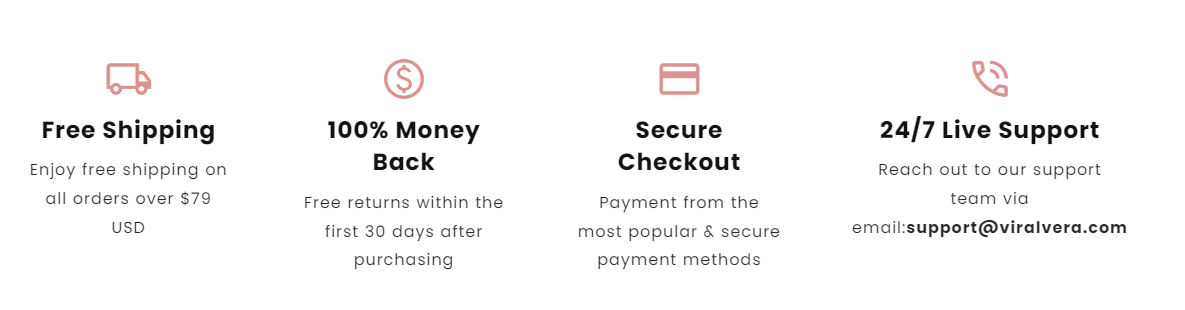 Free Shipping
Enjoy free shipping on
all orders over $79
USD
100% Money
Back
Free returns within the
first 30 days after
purchasing
Secure
Checkout
Payment from the
most popular & secure
payment methods
24/7 Live Support
Reach out to our support
team via
email:support@viralvera.com